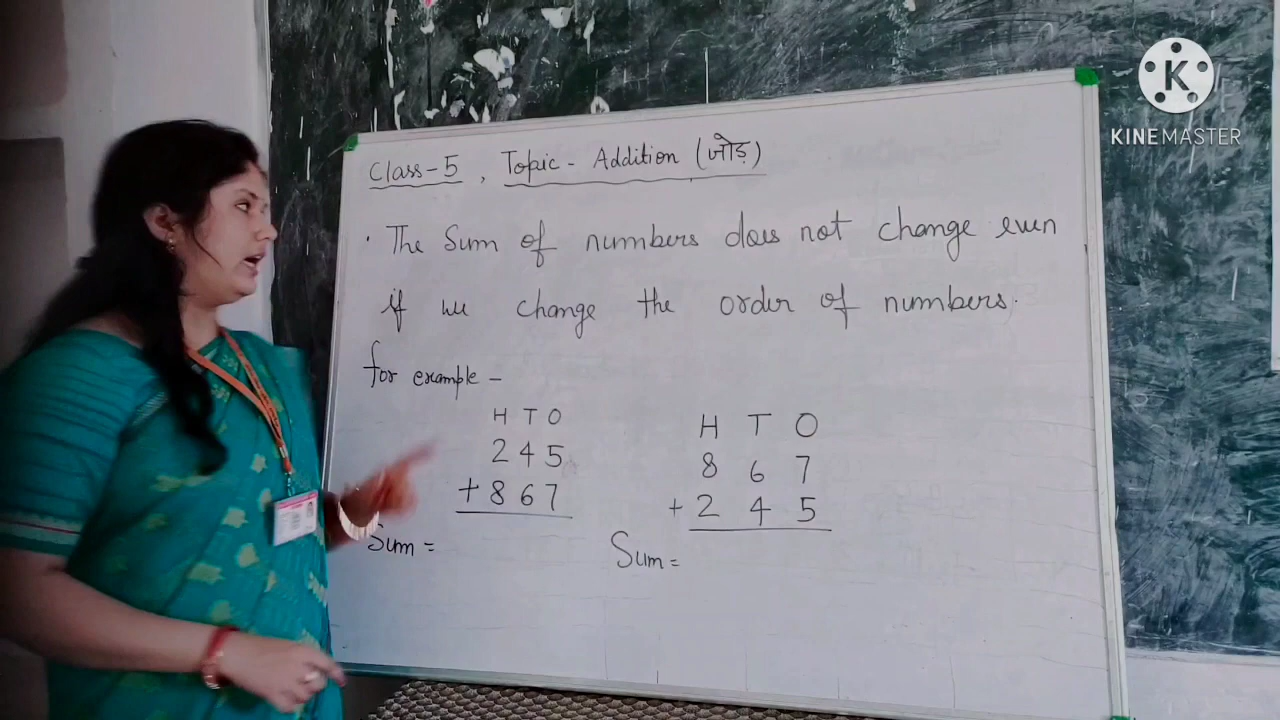 Class-5, Topic - Addition (जोड़)
· The Sum of numbers does not change even
if we change the order of numbers.
for example -
H T O
2 4 5
+ 8 6 7
Sum =
H T O
8 6 7
+ 2 4 5
Sum =
K
KINEMASTER